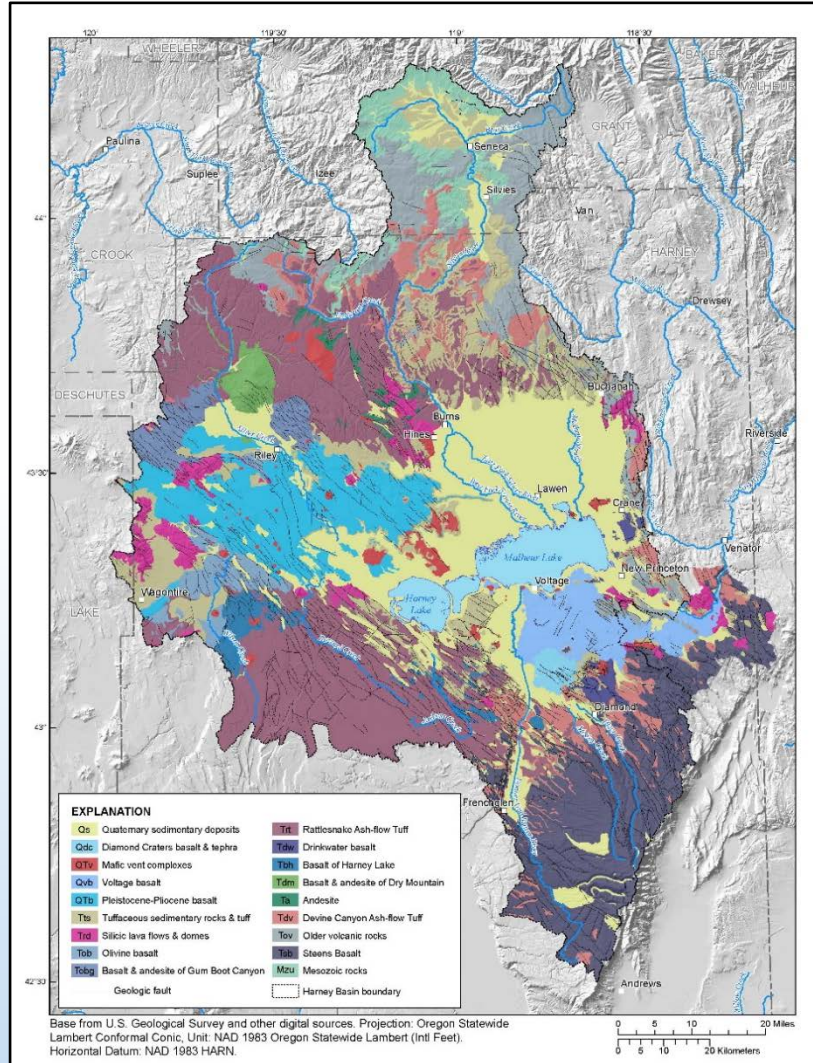 120°
119°30'
119°
118°30'
WHEELER
BAKER
MALHEUR
GRANT
Paulina
Suplee
Izee
Seneca
Silvies
Van
44°
CROOK
HARNEY
Drewsey
DESCHUTES
Buchanan
Burns
Hines
Riverside
Riley
43°30'
Lawen
Crane
Malheur Lake
Venator
New Princeton
Voltage
Harney
Lake
Wagontire
LAKE
43°
Diamond
Frenchglen
EXPLANATION
Qs Quaternary sedimentary deposits
Qdc Diamond Craters basalt & tephra
QTv Mafic vent complexes
Qvb Voltage basalt
QTb Pleistocene-Pliocene basalt
Tts Tuffaceous sedimentary rocks & tuff
Trd Silicic lava flows & domes
Tob Olivine basalt
Tobg Basalt & andesite of Gum Boot Canyon
Geologic fault
Trt Rattlesnake Ash-flow Tuff
Tdw Drinkwater basalt
Tbh Basalt of Harney Lake
Tdm Basalt & andesite of Dry Mountain
Ta Andesite
Tdv Devine Canyon Ash-flow Tuff
Tov Older volcanic rocks
Tsb Steens Basalt
Mzu Mesozoic rocks
Harney Basin boundary
42°30'
Andrews
Base from U.S. Geological Survey and other digital sources. Projection: Oregon Statewide
Lambert Conformal Conic, Unit: NAD 1983 Oregon Statewide Lambert (Intl Feet).
Horizontal Datum: NAD 1983 HARN.
0 5 10 20 Miles
0 5 10 20 Kilometers